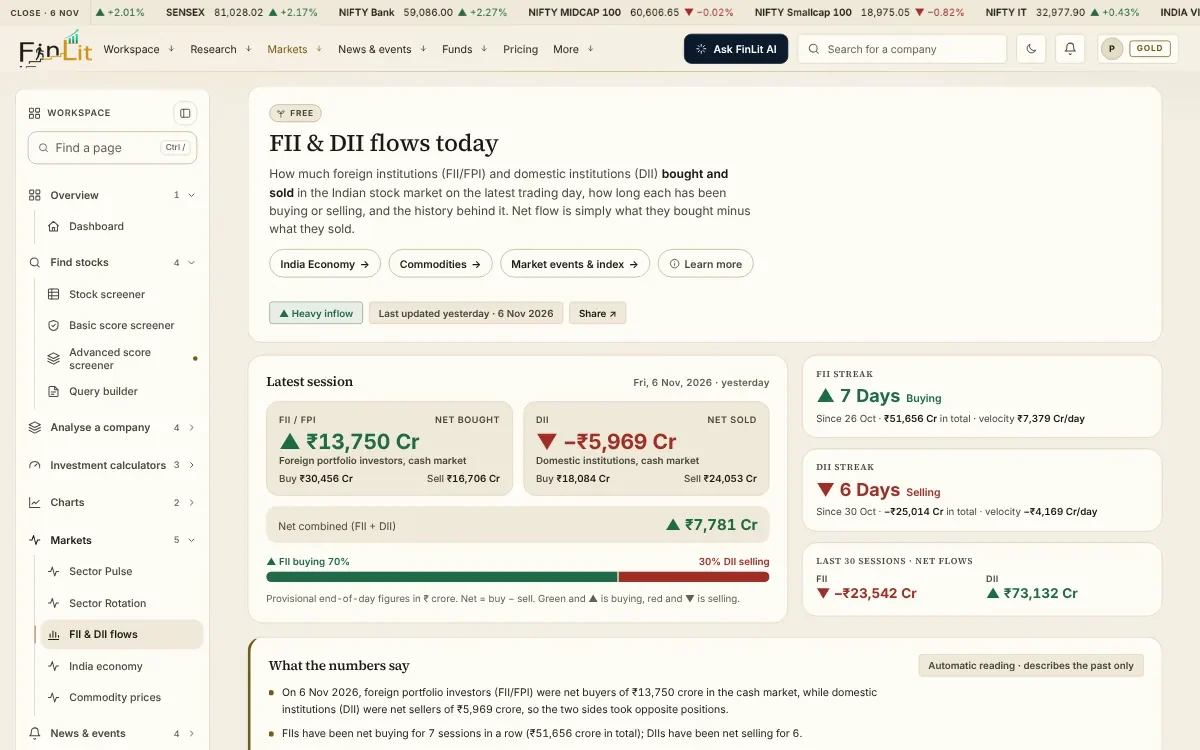 CLOSE · 6 NOV ▲ +2.01% SENSEX 81,028.02 ▲ +2.17% NIFTY Bank 59,086.00 ▲ +2.27% NIFTY MIDCAP 100 60,606.65 ▼ −0.02% NIFTY Smallcap 100 18,975.05 ▼ −0.82% NIFTY IT 32,977.90 ▲ +0.43% INDIA VI
FinLit Workspace Research Markets News & events Funds Pricing More Ask FinLit AI Search for a company P GOLD
WORKSPACE
Find a page Ctrl /
Overview 1
Dashboard
Find stocks 4
Stock screener
Basic score screener
Advanced score
screener
Query builder
Analyse a company 4
Investment calculators 3
Charts 2
Markets 5
Sector Pulse
Sector Rotation
FII & DII flows
India economy
Commodity prices
News & events 4
FREE
FII & DII flows today
How much foreign institutions (FII/FPI) and domestic institutions (DII) bought and
sold in the Indian stock market on the latest trading day, how long each has been
buying or selling, and the history behind it. Net flow is simply what they bought minus
what they sold.
India Economy → Commodities → Market events & index → Learn more
▲ Heavy inflow Last updated yesterday · 6 Nov 2026 Share ↗
Latest session Fri, 6 Nov, 2026 · yesterday
FII / FPI NET BOUGHT
▲ ₹13,750 Cr
Foreign portfolio investors, cash market
Buy ₹30,456 Cr Sell ₹16,706 Cr
DII NET SOLD
▼ −₹5,969 Cr
Domestic institutions, cash market
Buy ₹18,084 Cr Sell ₹24,053 Cr
Net combined (FII + DII) ▲ ₹7,781 Cr
▲ FII buying 70% 30% DII selling
Provisional end-of-day figures in ₹ crore. Net = buy − sell. Green and ▲ is buying, red and ▼ is selling.
FII STREAK
▲ 7 Days Buying
Since 26 Oct · ₹51,656 Cr in total · velocity ₹7,379 Cr/day
DII STREAK
▼ 6 Days Selling
Since 30 Oct · −₹25,014 Cr in total · velocity −₹4,169 Cr/day
LAST 30 SESSIONS · NET FLOWS
FII DII
▼ −₹23,542 Cr ▲ ₹73,132 Cr
What the numbers say Automatic reading · describes the past only
On 6 Nov 2026, foreign portfolio investors (FII/FPI) were net buyers of ₹13,750 crore in the cash market, while domestic
institutions (DII) were net sellers of ₹5,969 crore, so the two sides took opposite positions.
FIIs have been net buying for 7 sessions in a row (₹51,656 crore in total); DIIs have been net selling for 6.